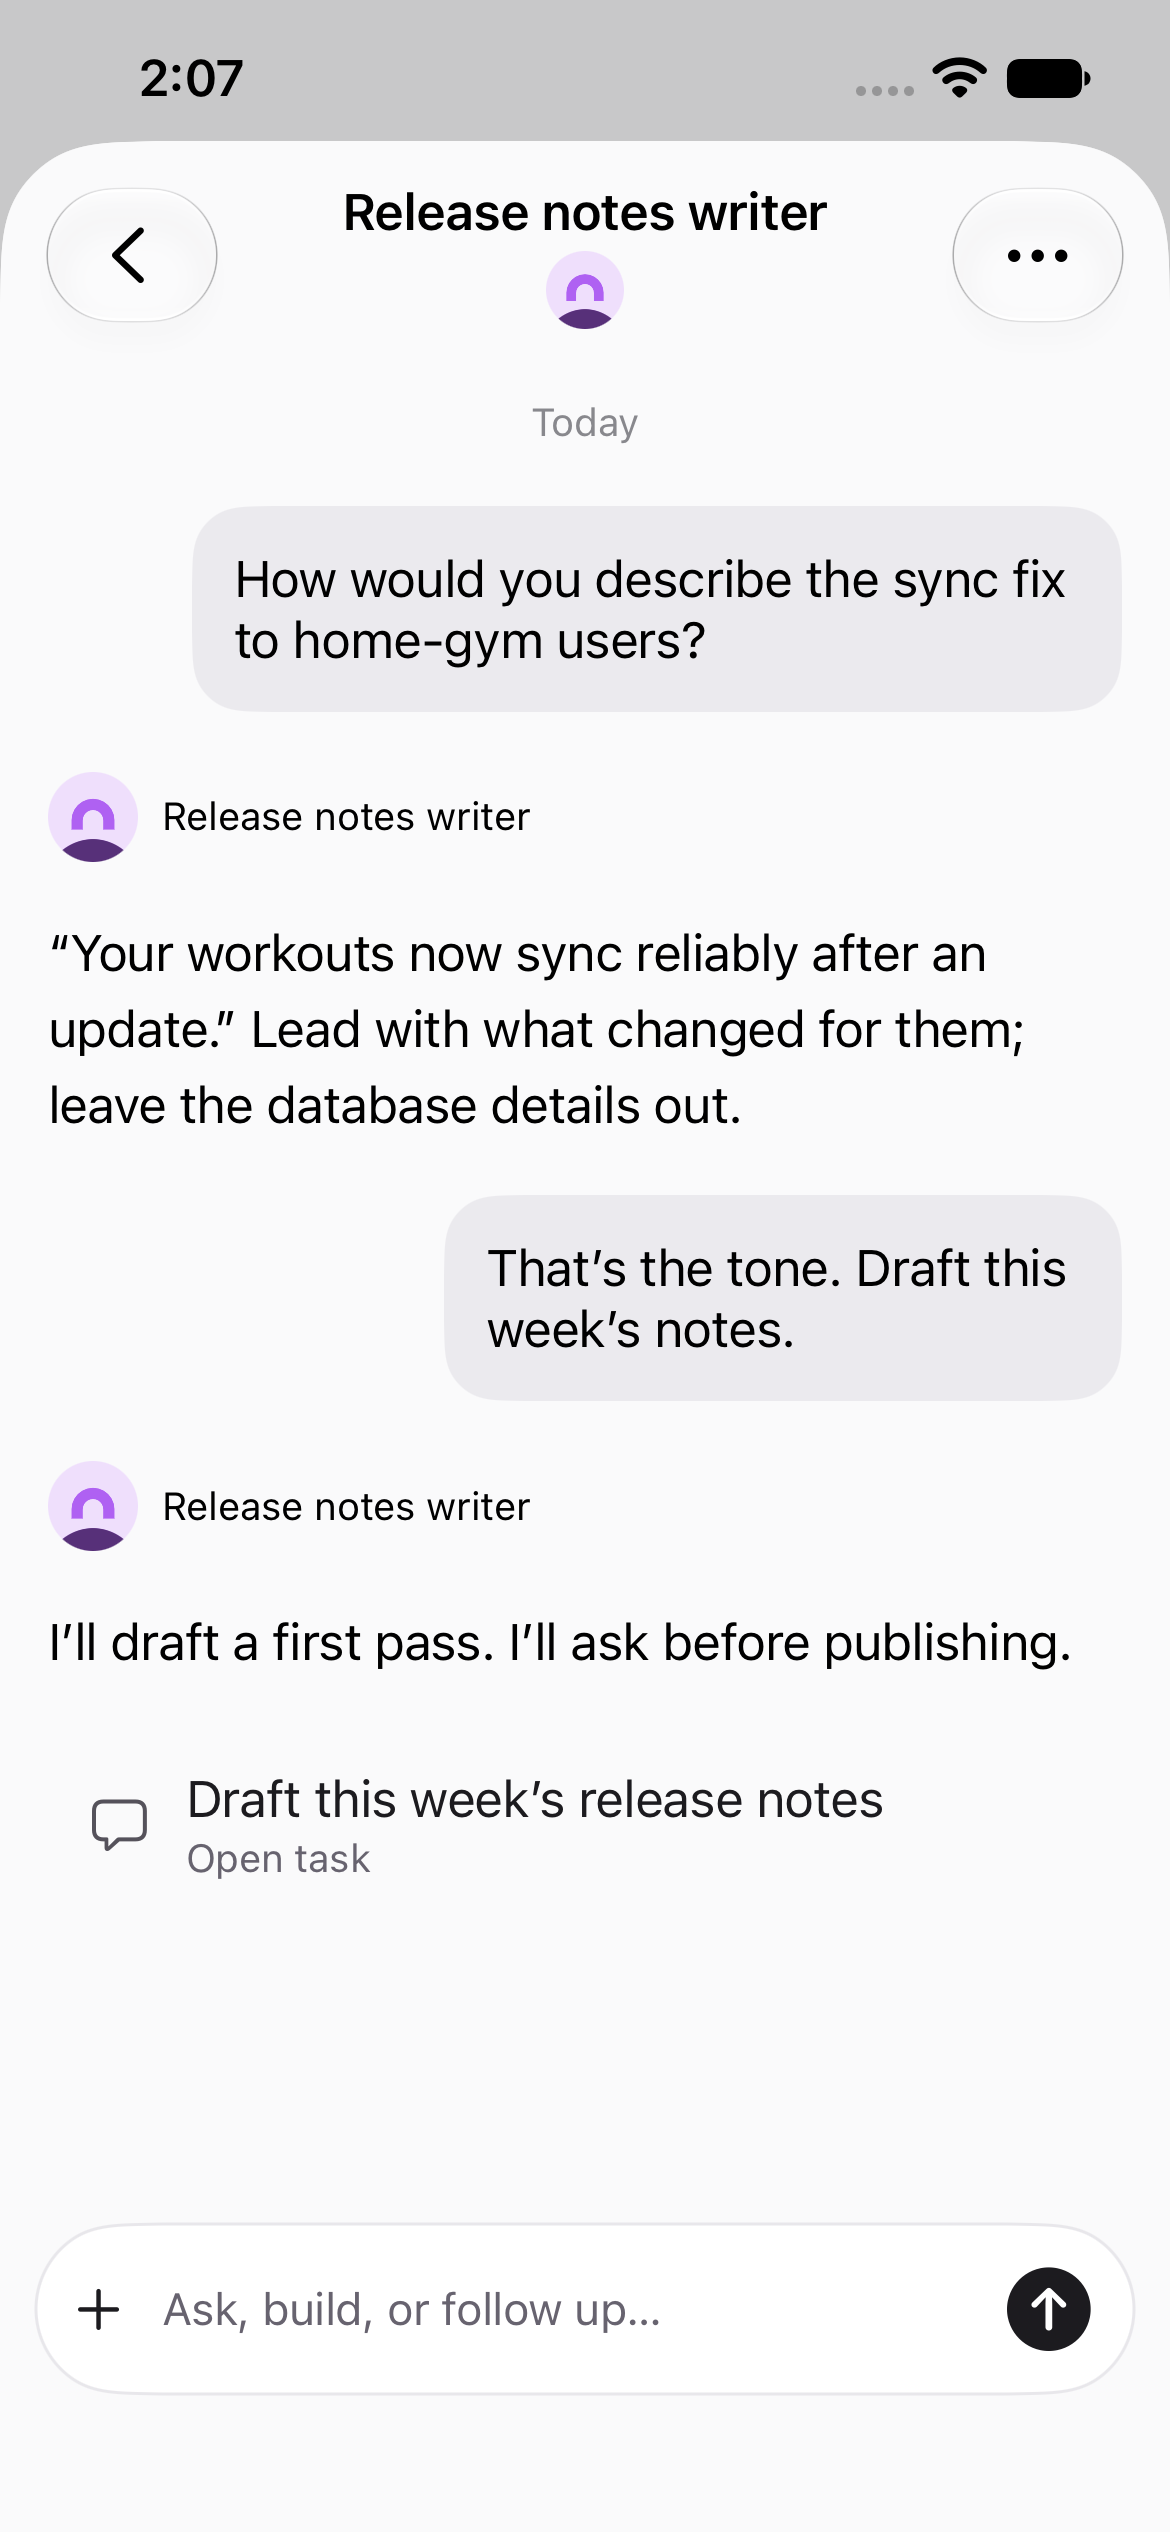 2:07
Release notes writer
Today
How would you describe the sync fix
to home-gym users?
Release notes writer
“Your workouts now sync reliably after an
update.” Lead with what changed for them;
leave the database details out.
That’s the tone. Draft this
week’s notes.
Release notes writer
I’ll draft a first pass. I’ll ask before publishing.
Draft this week’s release notes
Open task
Ask, build, or follow up...